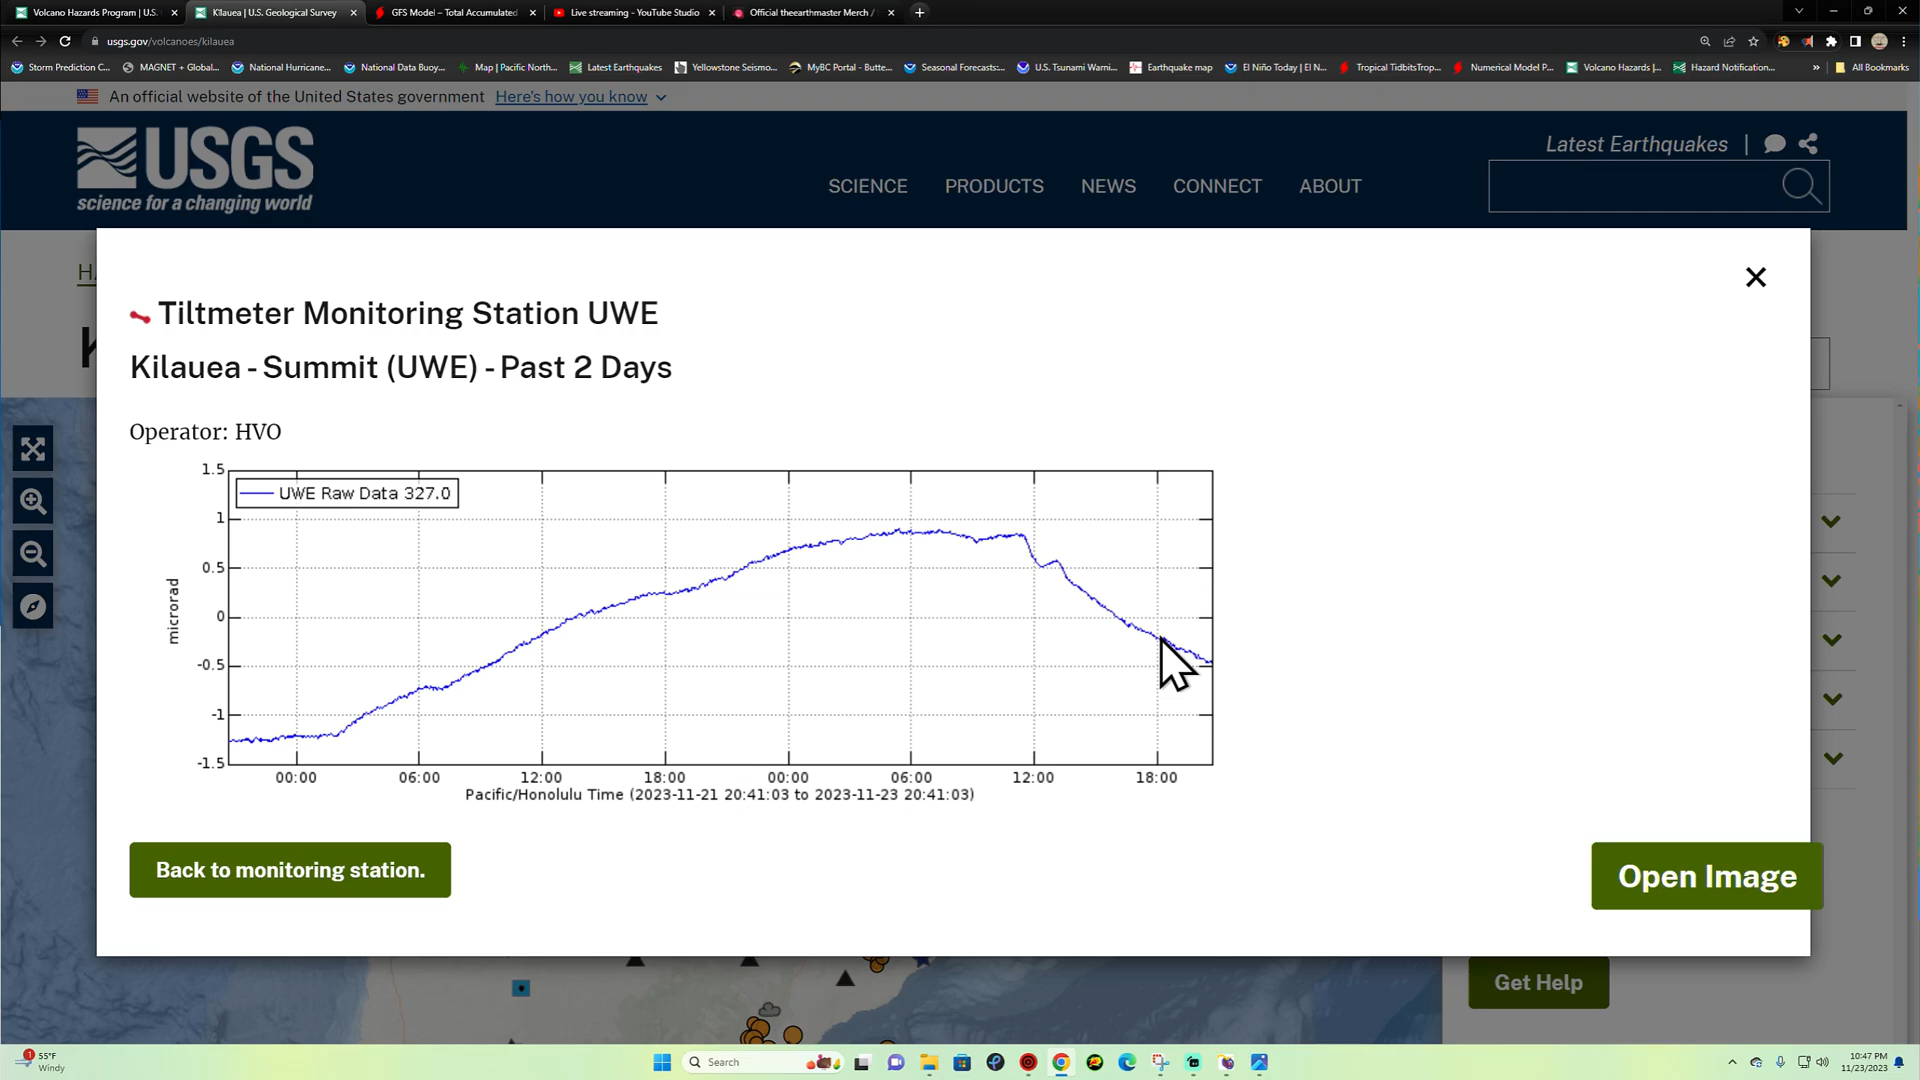 Volcano Hazards Program | U.S.
Kīlauea | U.S. Geological Survey
GFS Model – Total Accumulated
Live streaming - YouTube Studio
Official theearthmaster Merch /
usgs.gov/volcanoes/kilauea
Storm Prediction C...
MAGNET + Global...
National Hurricane...
National Data Buoy...
Map | Pacific North...
Latest Earthquakes
Yellowstone Seismo...
MyBC Portal - Butte...
Seasonal Forecasts:...
U.S. Tsunami Warni...
Earthquake map
El Niño Today | El N...
Tropical TidbitsTrop...
Numerical Model P...
Volcano Hazards |...
Hazard Notification...
»
All Bookmarks
An official website of the United States government Here's how you know
USGS
science for a changing world
SCIENCE PRODUCTS NEWS CONNECT ABOUT
Latest Earthquakes |
Tiltmeter Monitoring Station UWE
Kilauea - Summit (UWE) - Past 2 Days
Operator: HVO
UWE Raw Data 327.0
1.5
1
0.5
0
-0.5
-1
-1.5
microrad
00:00 06:00 12:00 18:00 00:00 06:00 12:00 18:00
Pacific/Honolulu Time (2023-11-21 20:41:03 to 2023-11-23 20:41:03)
Back to monitoring station.
Open Image
Get Help
1
55°F
Windy
Search
10:47 PM
11/23/2023